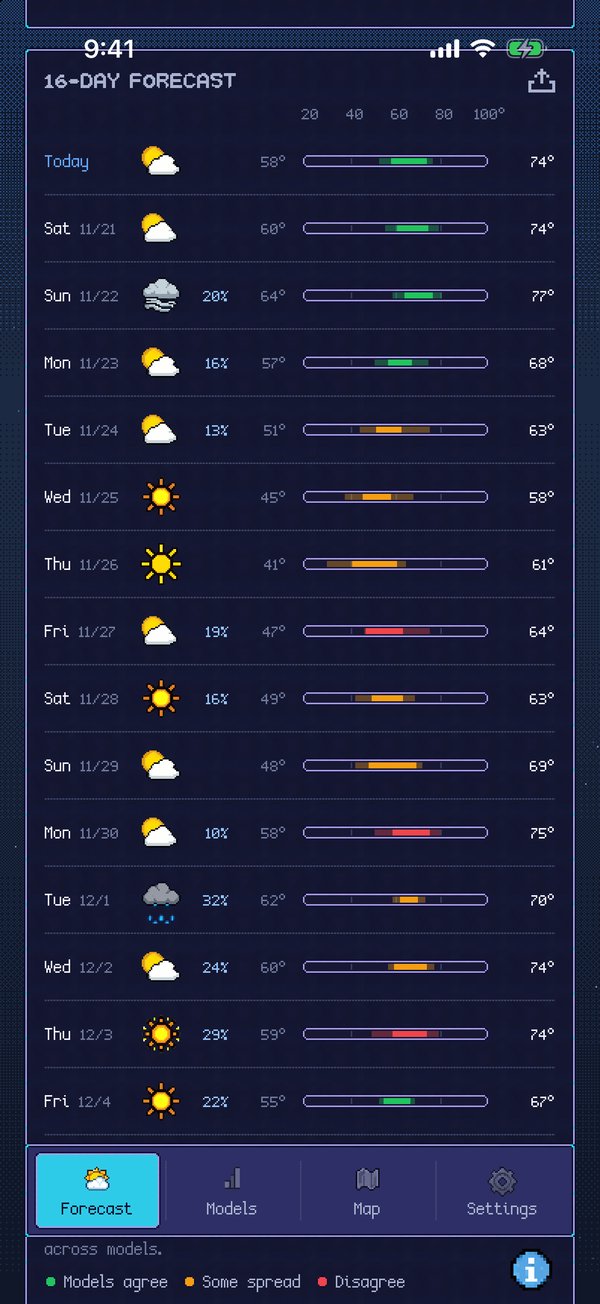 9:41
16-DAY FORECAST
20 40 60 80 100°
Today 58° 74°
Sat 11/21 60° 74°
Sun 11/22 20% 64° 77°
Mon 11/23 16% 57° 68°
Tue 11/24 13% 51° 63°
Wed 11/25 45° 58°
Thu 11/26 41° 61°
Fri 11/27 19% 47° 64°
Sat 11/28 16% 49° 63°
Sun 11/29 48° 69°
Mon 11/30 10% 58° 75°
Tue 12/1 32% 62° 70°
Wed 12/2 24% 60° 74°
Thu 12/3 29% 59° 74°
Fri 12/4 22% 55° 67°
Forecast Models Map Settings
across models.
Models agree Some spread Disagree